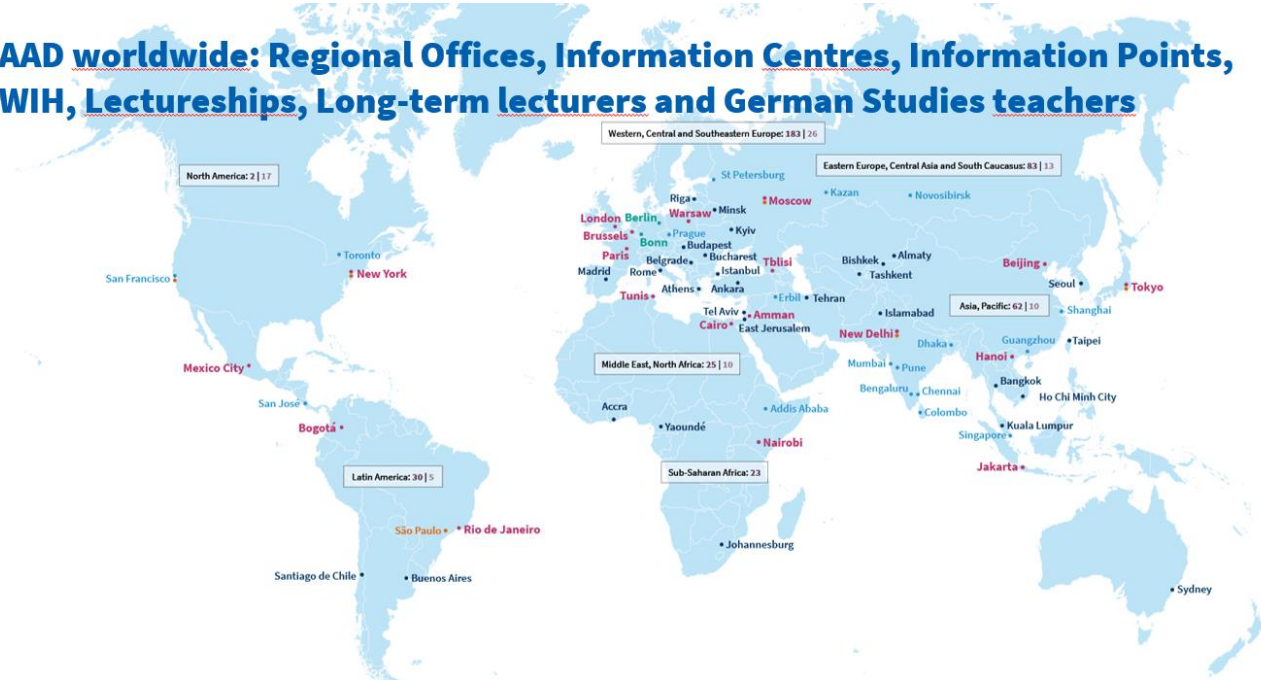 AAD worldwide: Regional Offices, Information Centres, Information Points,
WIH, Lectureships, Long-term lecturers and German Studies teachers
Western, Central and Southeastern Europe: 183 | 26
Eastern Europe, Central Asia and South Caucasus: 83 | 13
North America: 2 | 17
St Petersburg
Kazan
Novosibirsk
Riga
Moscow
Warsaw
Minsk
London
Berlin
Kyiv
Brussels
Prague
Bonn
Budapest
Paris
Bucharest
Belgrade
Tblisi
Toronto
Almaty
Bishkek
Beijing
San Francisco
New York
Madrid
Rome
Istanbul
Tashkent
Seoul
Tokyo
Athens
Ankara
Tunis
Erbil
Tehran
Asia, Pacific: 62 | 10
Tel Aviv
Amman
Islamabad
Shanghai
Cairo
East Jerusalem
New Delhi
Dhaka
Guangzhou
Taipei
Hanoi
Mexico City
Middle East, North Africa: 25 | 10
Mumbai
Pune
Bangkok
Bengaluru
Chennai
Ho Chi Minh City
San José
Accra
Addis Ababa
Colombo
Bogotá
Yaoundé
Kuala Lumpur
Singapore
Nairobi
Jakarta
Latin America: 30 | 5
Sub-Saharan Africa: 23
São Paulo
Rio de Janeiro
Johannesburg
Santiago de Chile
Buenos Aires
Sydney